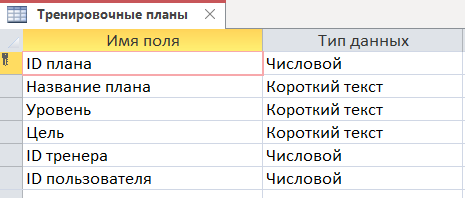 Тренировочные планы
Имя поля Тип данных
ID плана Числовой
Название плана Короткий текст
Уровень Короткий текст
Цель Короткий текст
ID тренера Числовой
ID пользователя Числовой